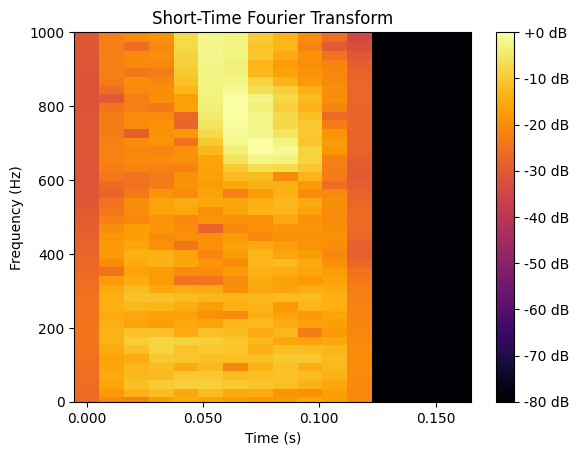 Short-Time Fourier Transform
1000
800
600
400
200
0
Frequency (Hz)
0.000
0.050
0.100
0.150
Time (s)
+0 dB
-10 dB
-20 dB
-30 dB
-40 dB
-50 dB
-60 dB
-70 dB
-80 dB